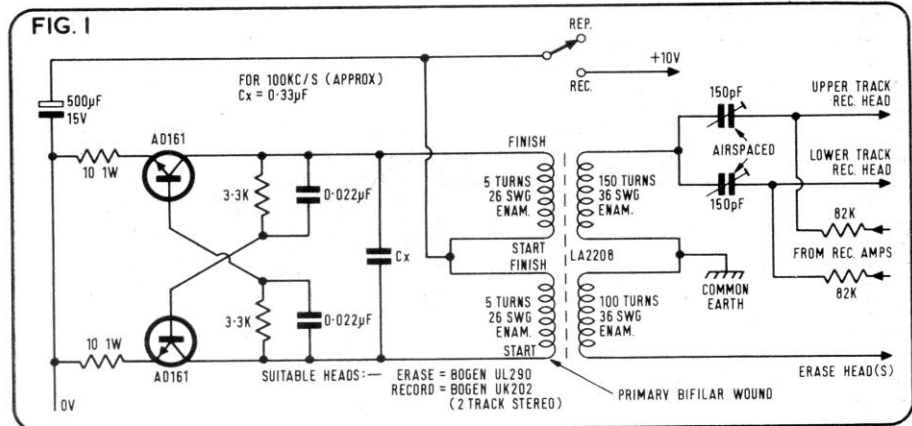 FIG. 1
REP.
FOR 100KC/S (APPROX)
Cx = 0·33µF
REC.
+10V
500µF
15V
150pF
UPPER TRACK
REC. HEAD
AD161
10 1W
FINISH
AIRSPACED
LOWER TRACK
REC. HEAD
150pF
3·3K
0·022µF
5 TURNS
26 SWG
ENAM.
150 TURNS
36 SWG
ENAM.
82K
Cx
START
FINISH
LA2208
FROM REC. AMPS
82K
COMMON
EARTH
3·3K
0·022µF
5 TURNS
26 SWG
ENAM.
100 TURNS
36 SWG
ENAM.
10 1W
START
AD161
SUITABLE HEADS:— ERASE = BOGEN UL290
RECORD = BOGEN UK202
(2 TRACK STEREO)
ERASE HEAD(S)
PRIMARY BIFILAR WOUND
0V